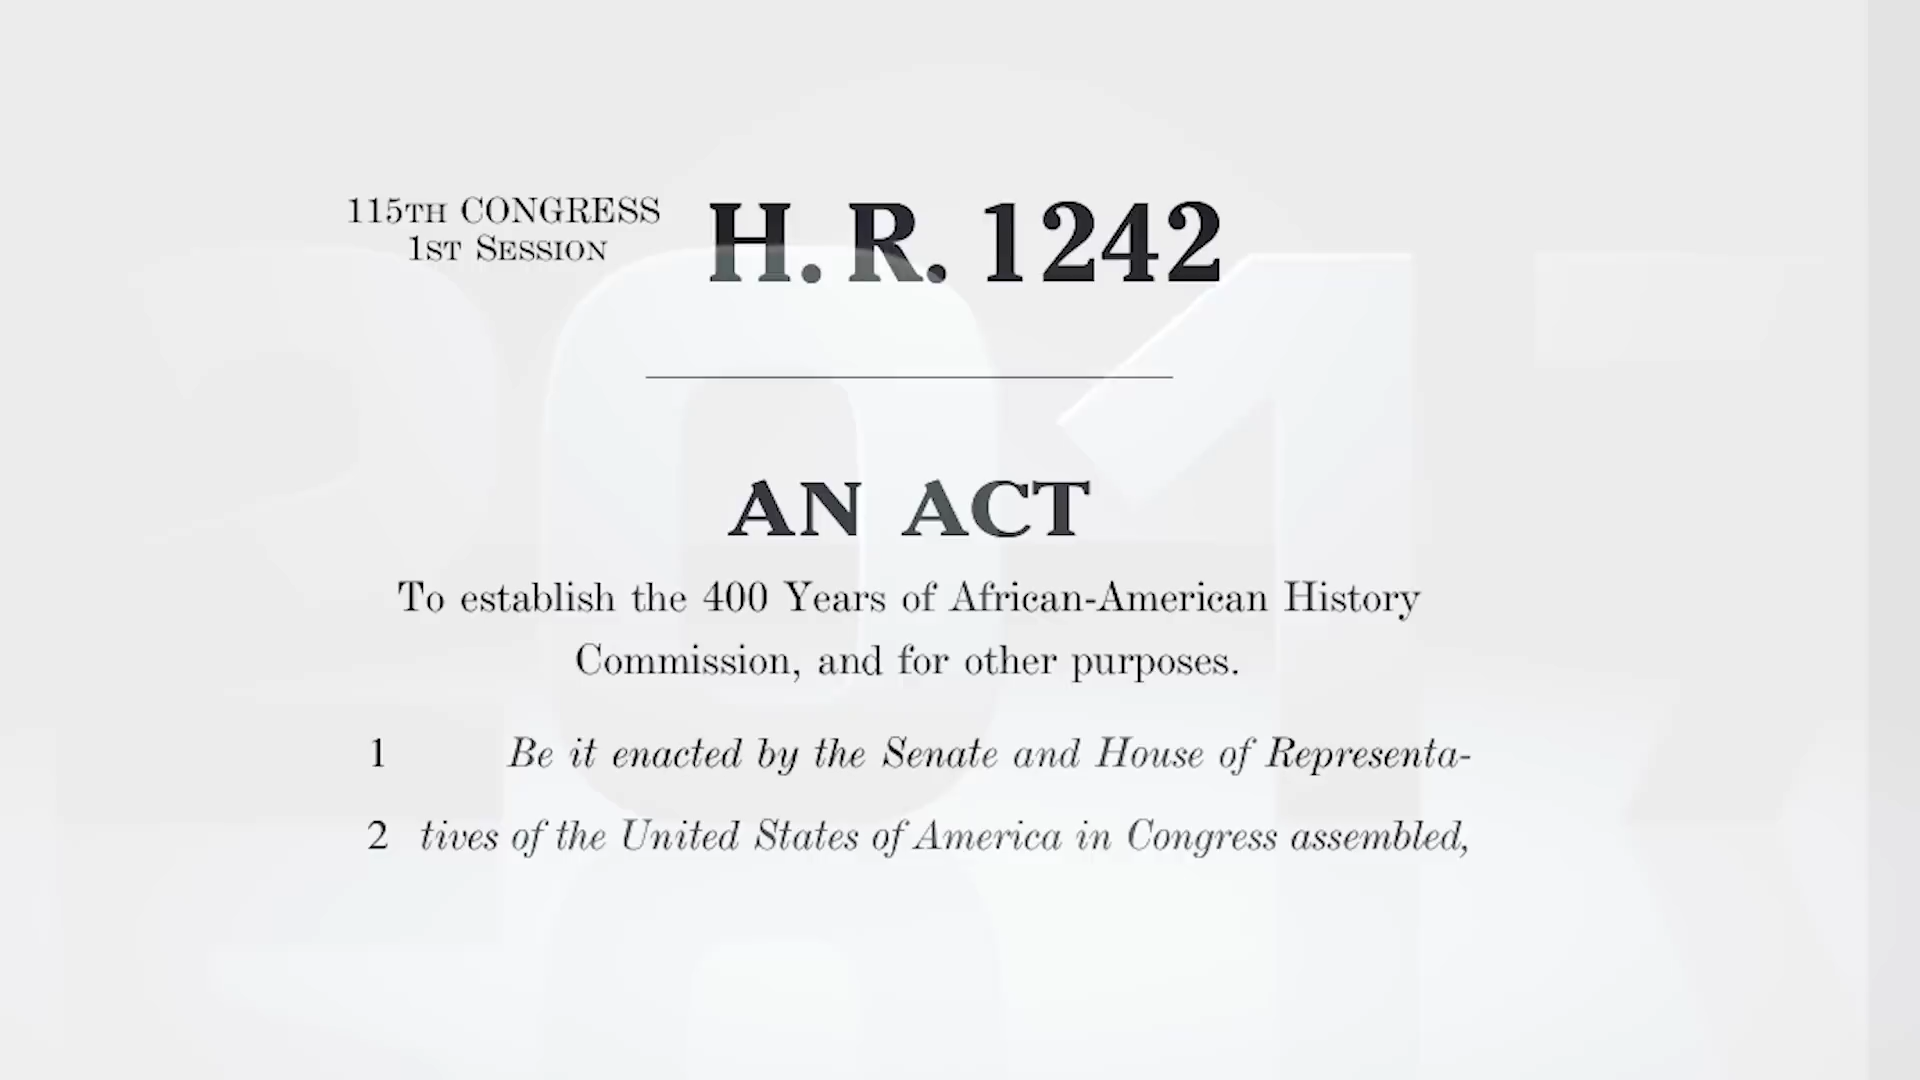 115TH CONGRESS
1ST SESSION
H. R. 1242
AN ACT
To establish the 400 Years of African-American History
Commission, and for other purposes.
1 Be it enacted by the Senate and House of Representa-
2 tives of the United States of America in Congress assembled,
2017